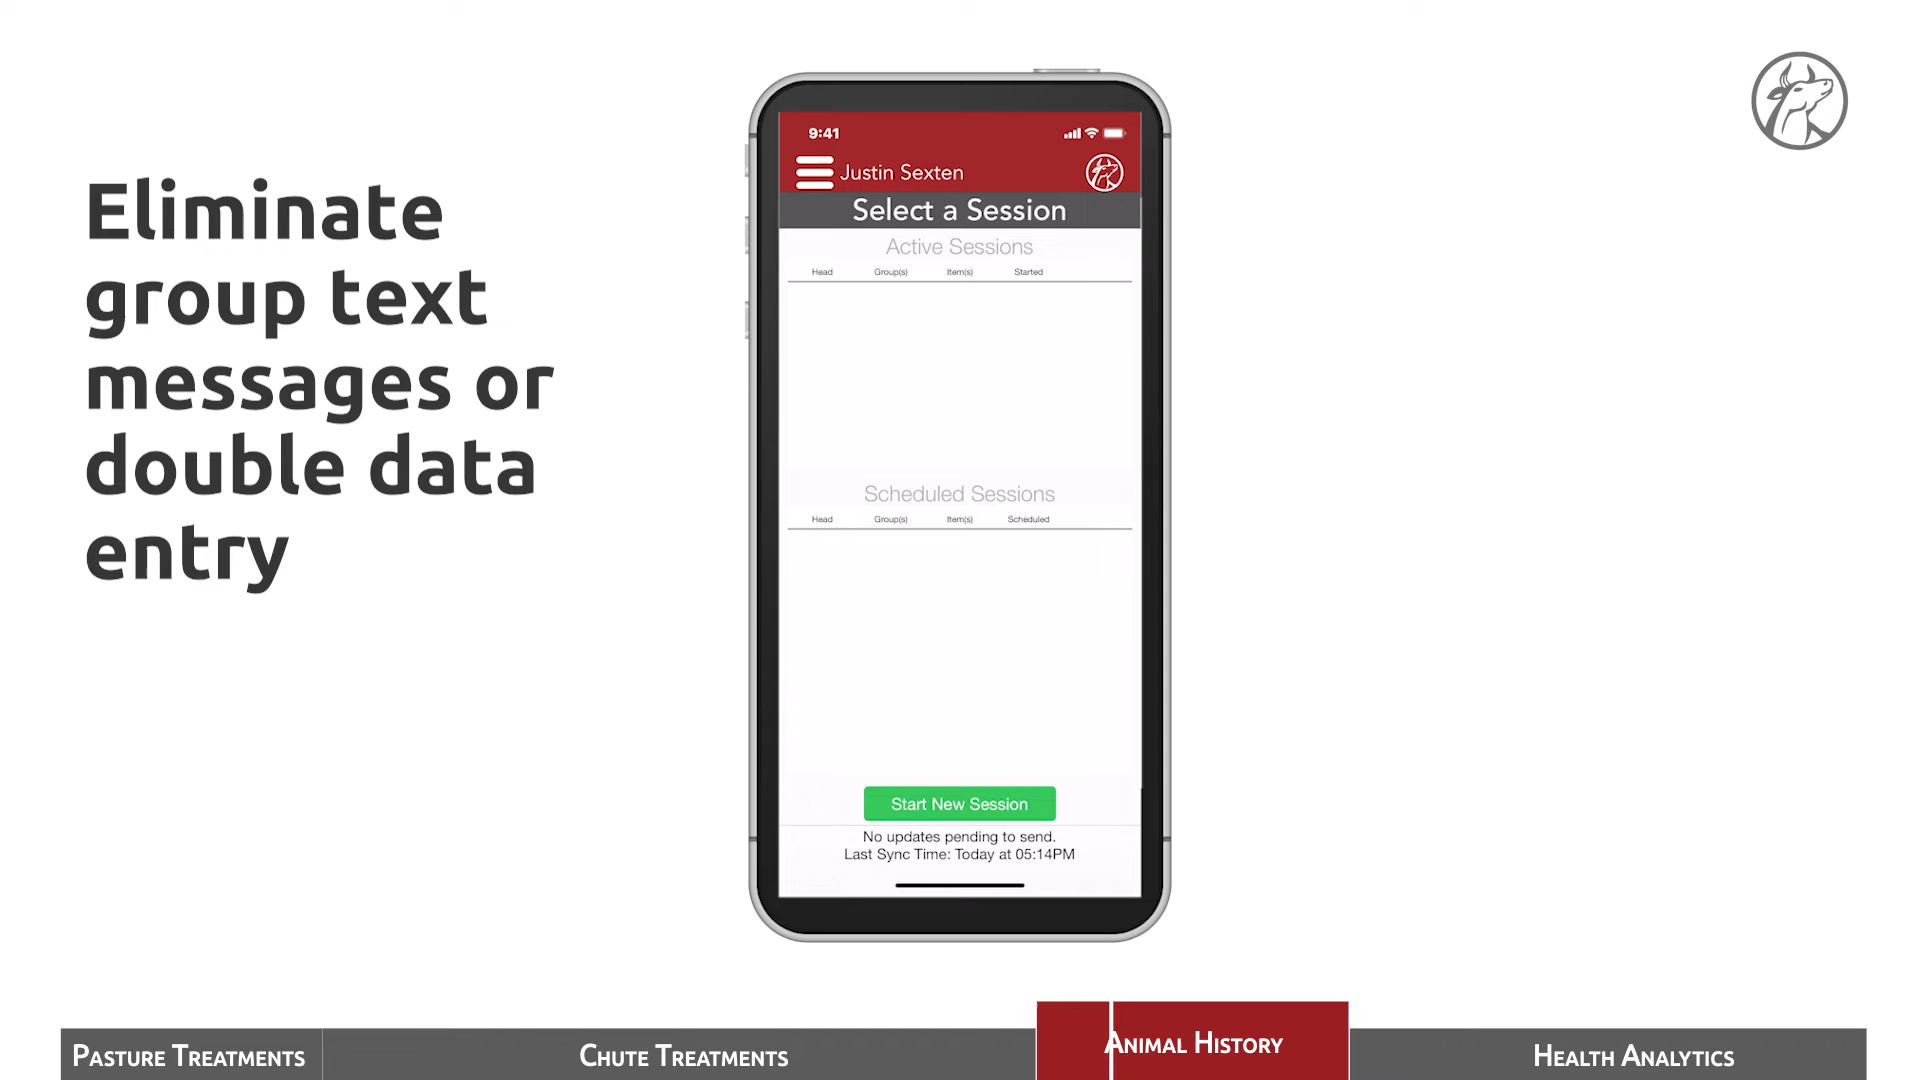 Eliminate
group text
messages or
double data
entry
9:41
Justin Sexten
Select a Session
Active Sessions
Head Group(s) Item(s) Started
Scheduled Sessions
Head Group(s) Item(s) Scheduled
Start New Session
No updates pending to send.
Last Sync Time: Today at 05:14PM
Pasture Treatments Chute Treatments Animal History Health Analytics